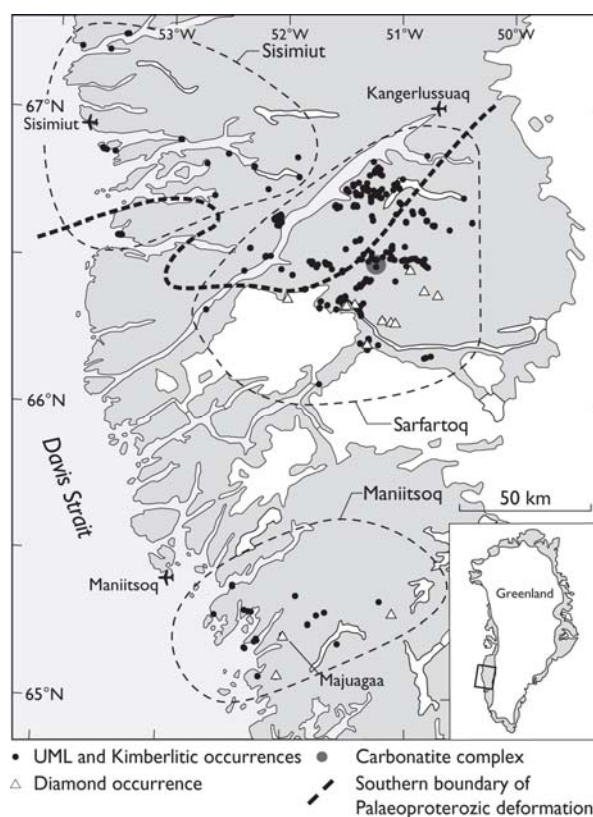 53°W
52°W
51°W
50°W
Sisimiut
67°N
Kangerlussuaq
Sisimiut
66°N
Sarfartoq
Davis Strait
Maniitsoq
50 km
Maniitsoq
Greenland
Majuagaa
65°N
UML and Kimberlitic occurrences
Carbonatite complex
Diamond occurrence
Southern boundary of
Palaeoproterozic deformation